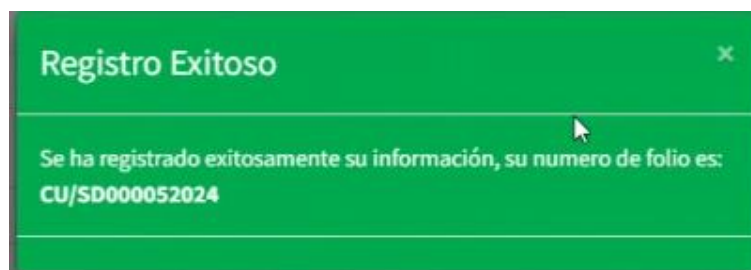 Registro Exitoso
×
Se ha registrado exitosamente su información, su numero de folio es:
CU/SD000052024